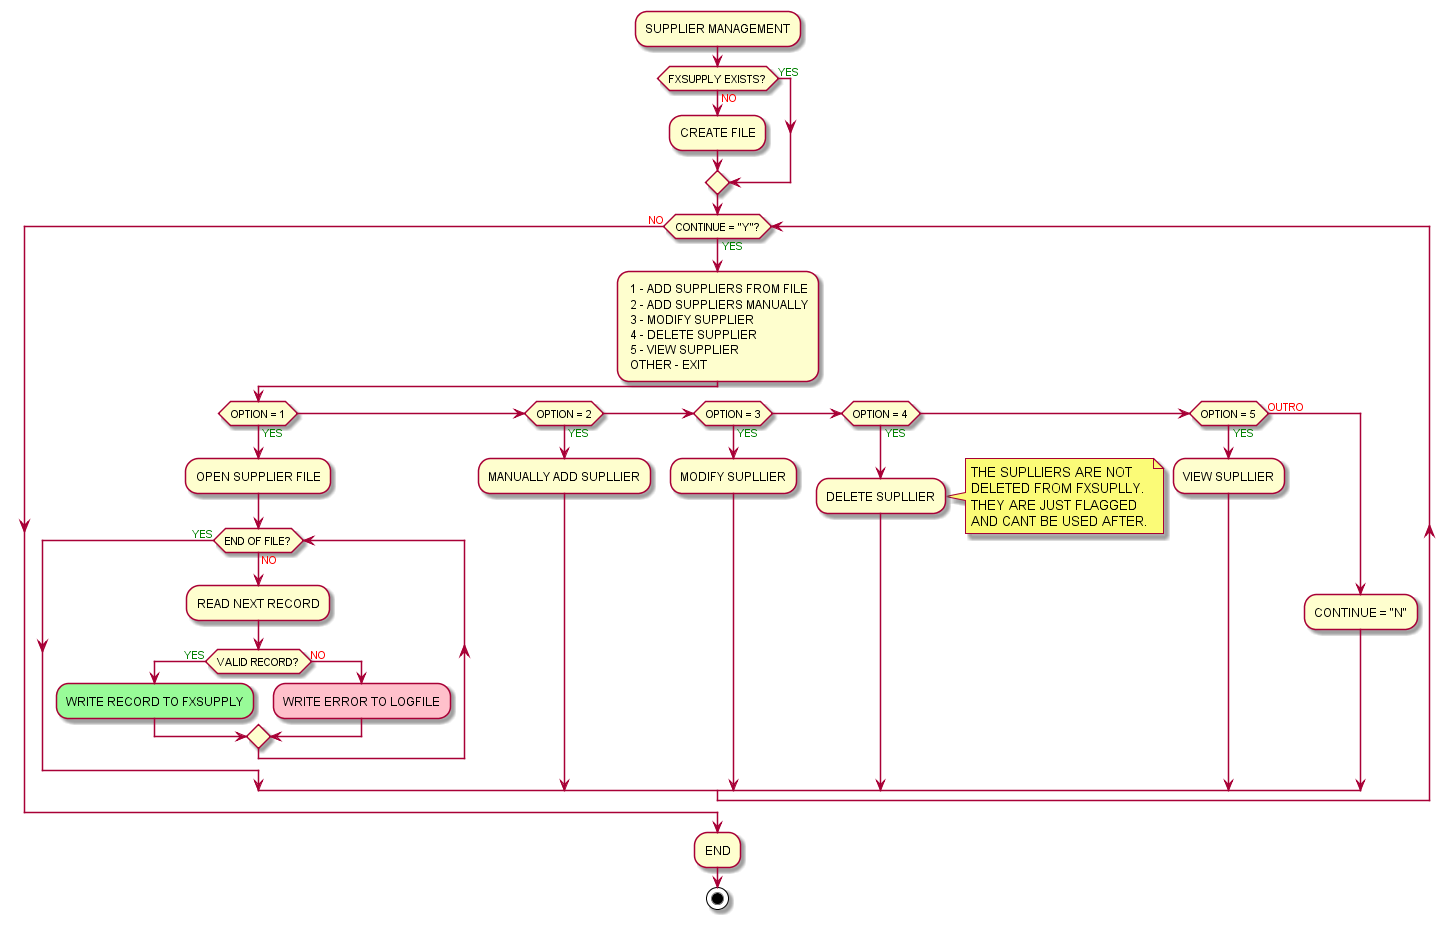 SUPPLIER MANAGEMENT
FXSUPPLY EXISTS?
YES
NO
CREATE FILE
NO
CONTINUE = "Y"?
YES
1 - ADD SUPPLIERS FROM FILE
2 - ADD SUPPLIERS MANUALLY
3 - MODIFY SUPPLIER
4 - DELETE SUPPLIER
5 - VIEW SUPPLIER
OTHER - EXIT
OPTION = 1
YES
OPTION = 2
YES
OPTION = 3
YES
OPTION = 4
YES
OPTION = 5
YES
OUTRO
OPEN SUPPLIER FILE
MANUALLY ADD SUPLLIER
MODIFY SUPLLIER
DELETE SUPLLIER
THE SUPLLIERS ARE NOT
DELETED FROM FXSUPLLY.
THEY ARE JUST FLAGGED
AND CANT BE USED AFTER.
VIEW SUPLLIER
YES
END OF FILE?
NO
READ NEXT RECORD
CONTINUE = "N"
YES
VALID RECORD?
NO
WRITE RECORD TO FXSUPPLY
WRITE ERROR TO LOGFILE
END